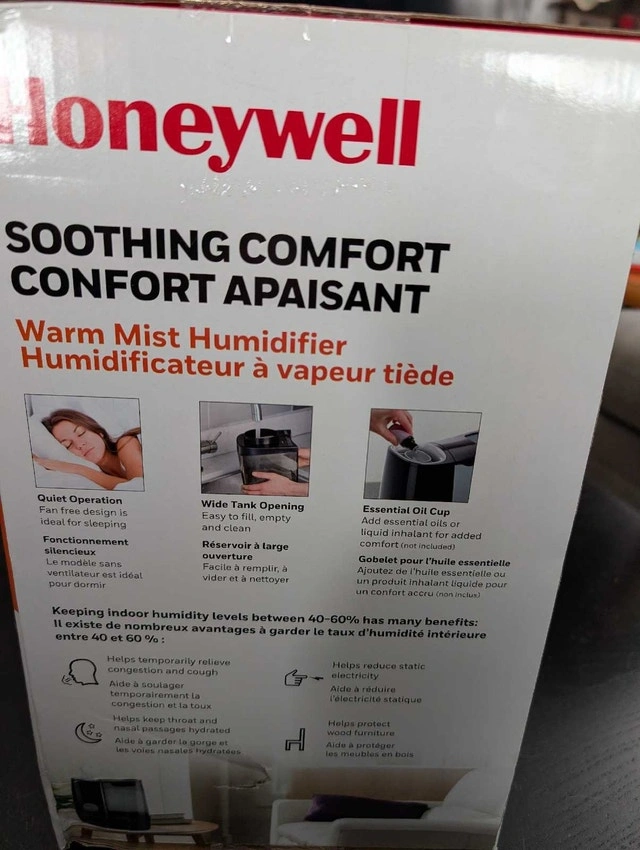 Honeywell
SOOTHING COMFORT
CONFORT APAISANT
Warm Mist Humidifier
Humidificateur à vapeur tiède
Quiet Operation
Fan free design is
ideal for sleeping
Fonctionnement
silencieux
Le modèle sans
ventilateur est idéal
pour dormir
Wide Tank Opening
Easy to fill, empty
and clean
Réservoir à large
ouverture
Facile à remplir, à
vider et à nettoyer
Essential Oil Cup
Add essential oils or
liquid inhalant for added
comfort (not included)
Gobelet pour l'huile essentielle
Ajoutez de l'huile essentielle ou
un produit inhalant liquide pour
un confort accru (non inclus)
Keeping indoor humidity levels between 40-60% has many benefits:
Il existe de nombreux avantages à garder le taux d'humidité intérieure
entre 40 et 60 % :
Helps temporarily relieve
congestion and cough
Aide à soulager
temporairement la
congestion et la toux
Helps reduce static
electricity
Aide à réduire
l'électricité statique
Helps keep throat and
nasal passages hydrated
Aide à garder la gorge et
les voies nasales hydratées
Helps protect
wood furniture
Aide à protéger
les meubles en bois